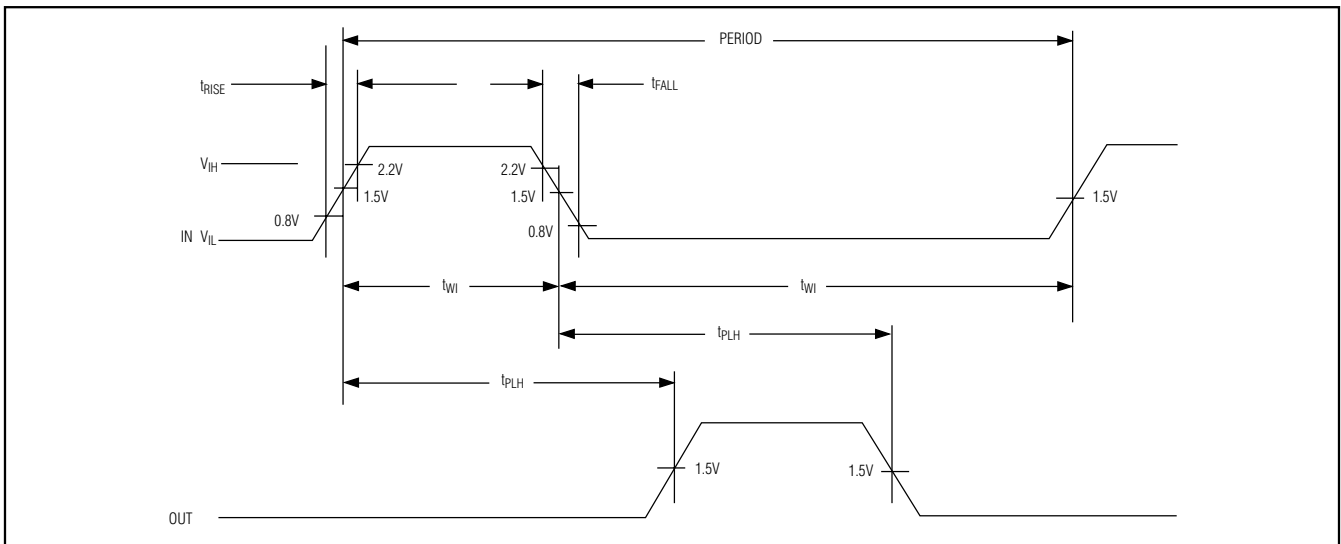 PERIOD
tRISE
tFALL
VIH
2.2V
2.2V
1.5V
1.5V
1.5V
0.8V
0.8V
IN VIL
tWI
tWI
tPLH
tPLH
1.5V
1.5V
OUT